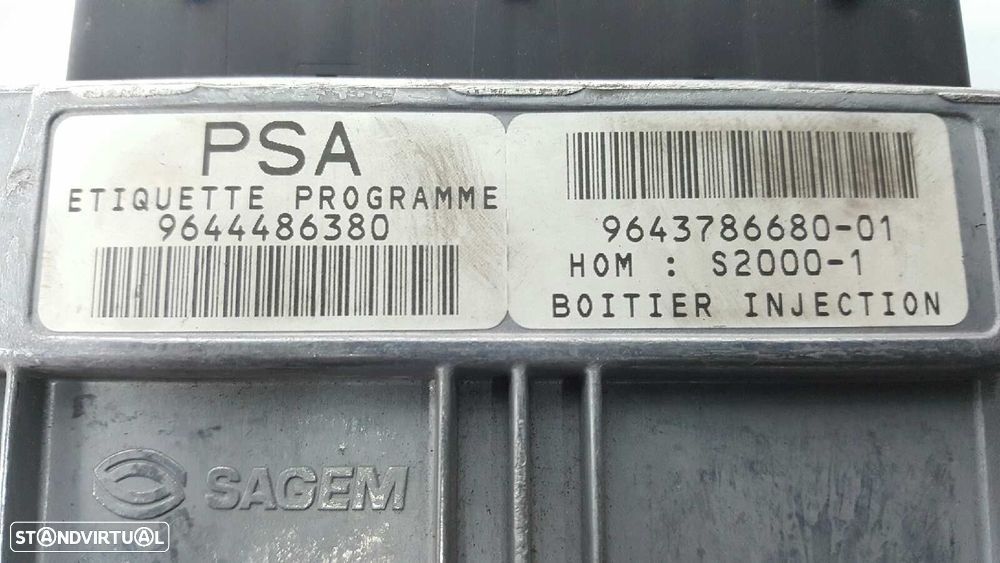 PSA
ETIQUETTE PROGRAMME
9644486380
9643786680-01
HOM : S2000-1
BOITIER INJECTION
SAGEM
STANDVIRTUAL